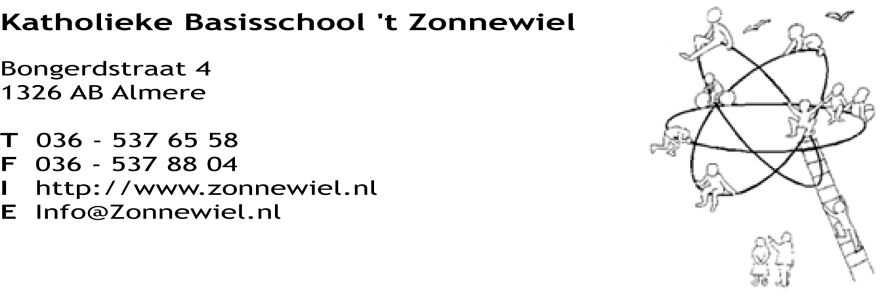 Katholieke Basisschool 't Zonnewiel
Bongerdstraat 4
1326 AB Almere
T 036 - 537 65 58
F 036 - 537 88 04
I http://www.zonnewiel.nl
E Info@Zonnewiel.nl